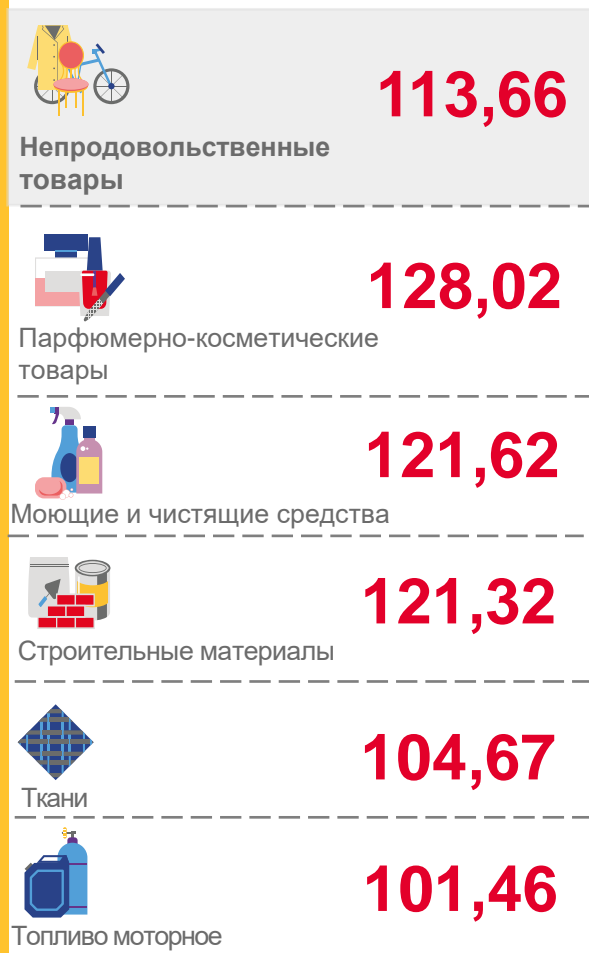 113,66
Непродовольственные
товары
128,02
Парфюмерно-косметические
товары
121,62
Моющие и чистящие средства
121,32
Строительные материалы
104,67
Ткани
101,46
Топливо моторное